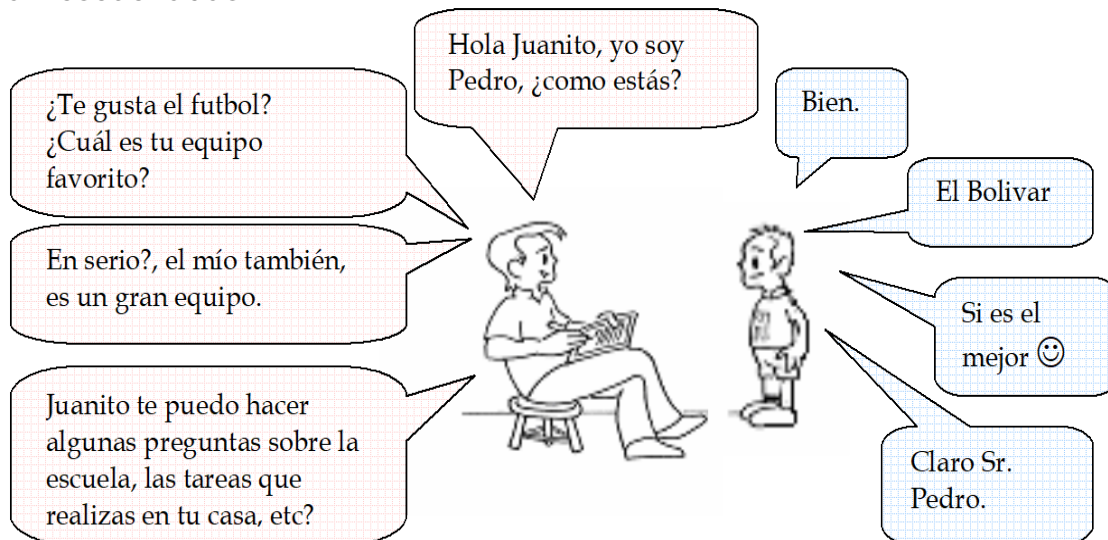 Hola Juanito, yo soy
Pedro, ¿como estás?
Bien.
¿Te gusta el futbol?
¿Cuál es tu equipo
favorito?
El Bolivar
En serio?, el mío también,
es un gran equipo.
Si es el
mejor ☺
Juanito te puedo hacer
algunas preguntas sobre la
escuela, las tareas que
realizas en tu casa, etc?
Claro Sr.
Pedro.